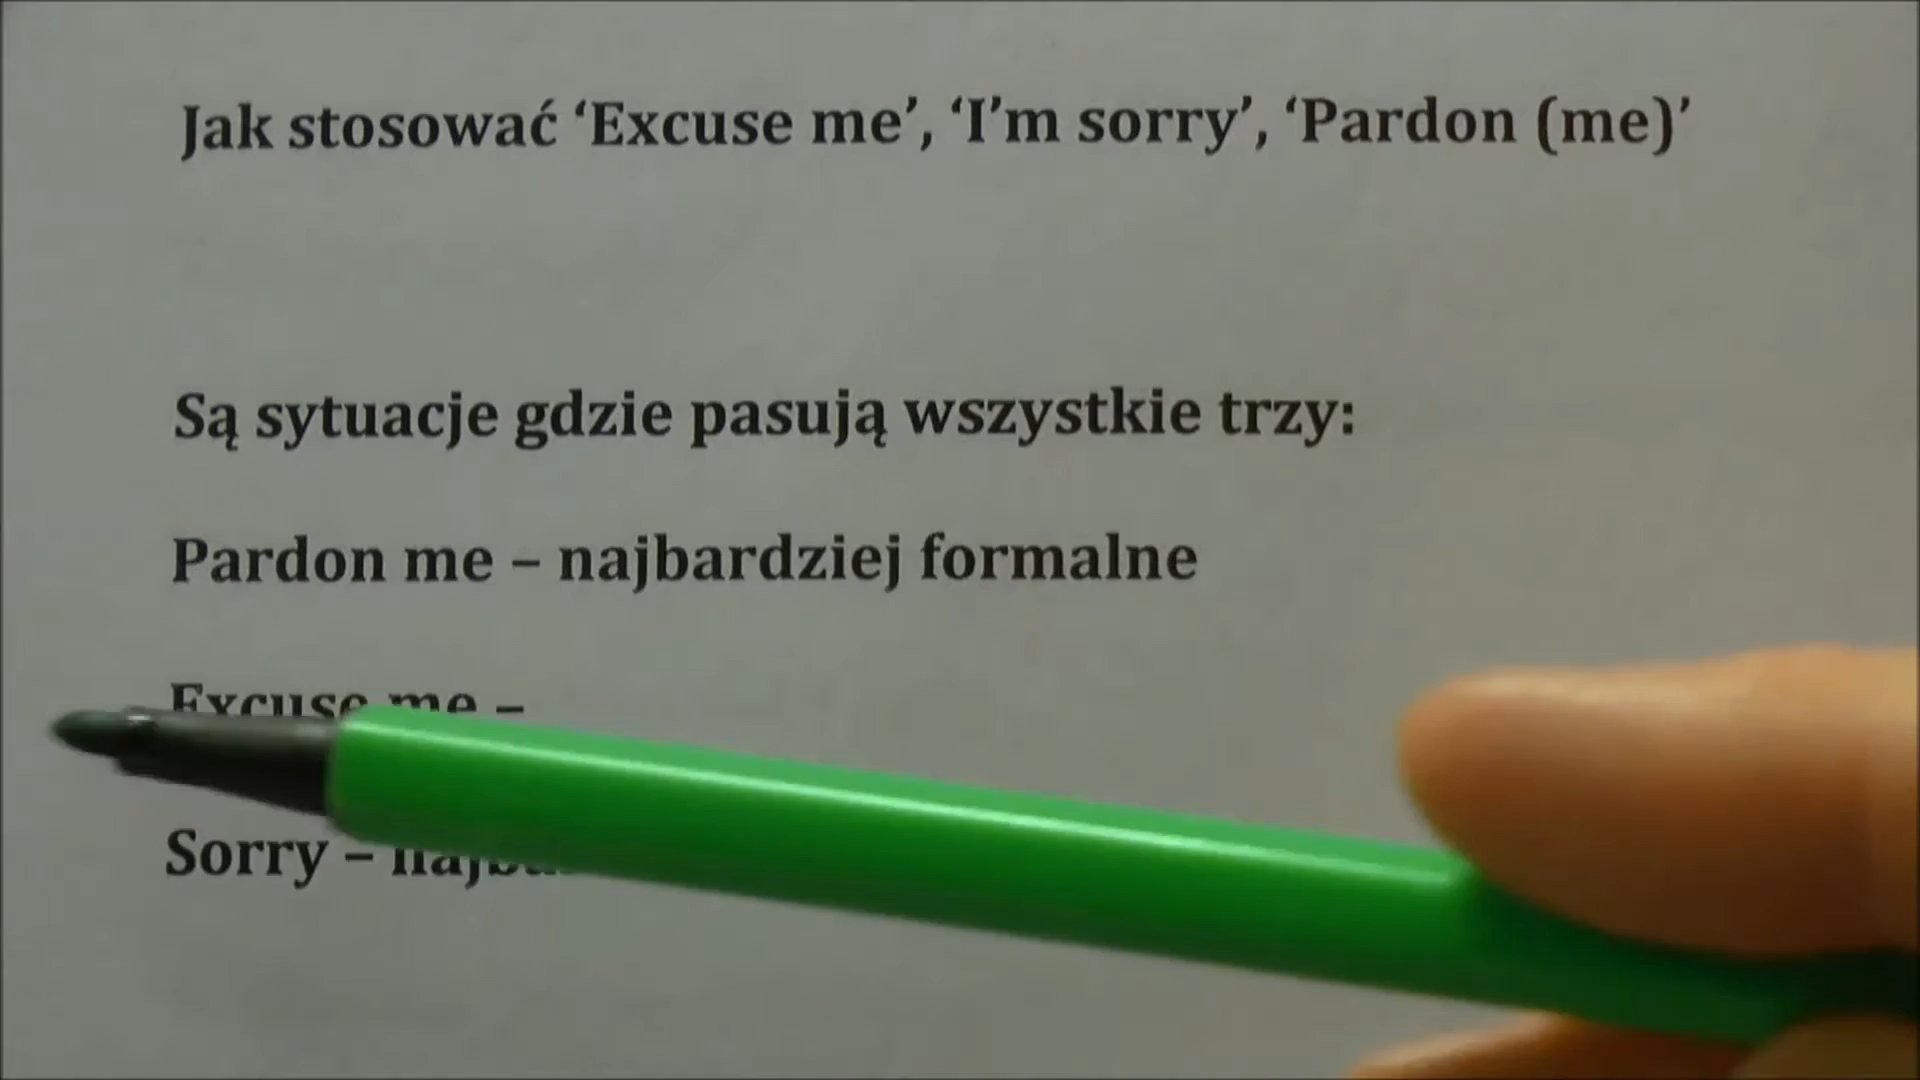 Jak stosować ‘Excuse me’, ‘I’m sorry’, ‘Pardon (me)’
Są sytuacje gdzie pasują wszystkie trzy:
Pardon me – najbardziej formalne
Excuse me –
Sorry –